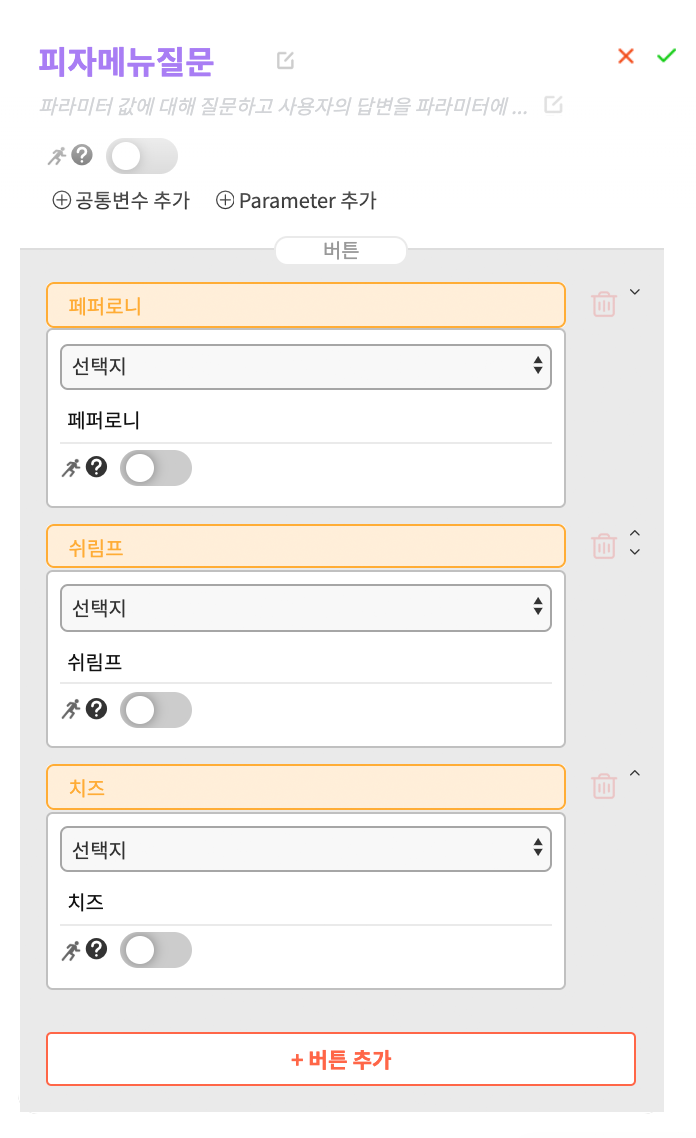 피자메뉴질문
파라미터 값에 대해 질문하고 사용자의 답변을 파라미터에 ...
공통변수 추가 Parameter 추가
버튼
페퍼로니
선택지
페퍼로니
쉬림프
선택지
쉬림프
치즈
선택지
치즈
+ 버튼 추가